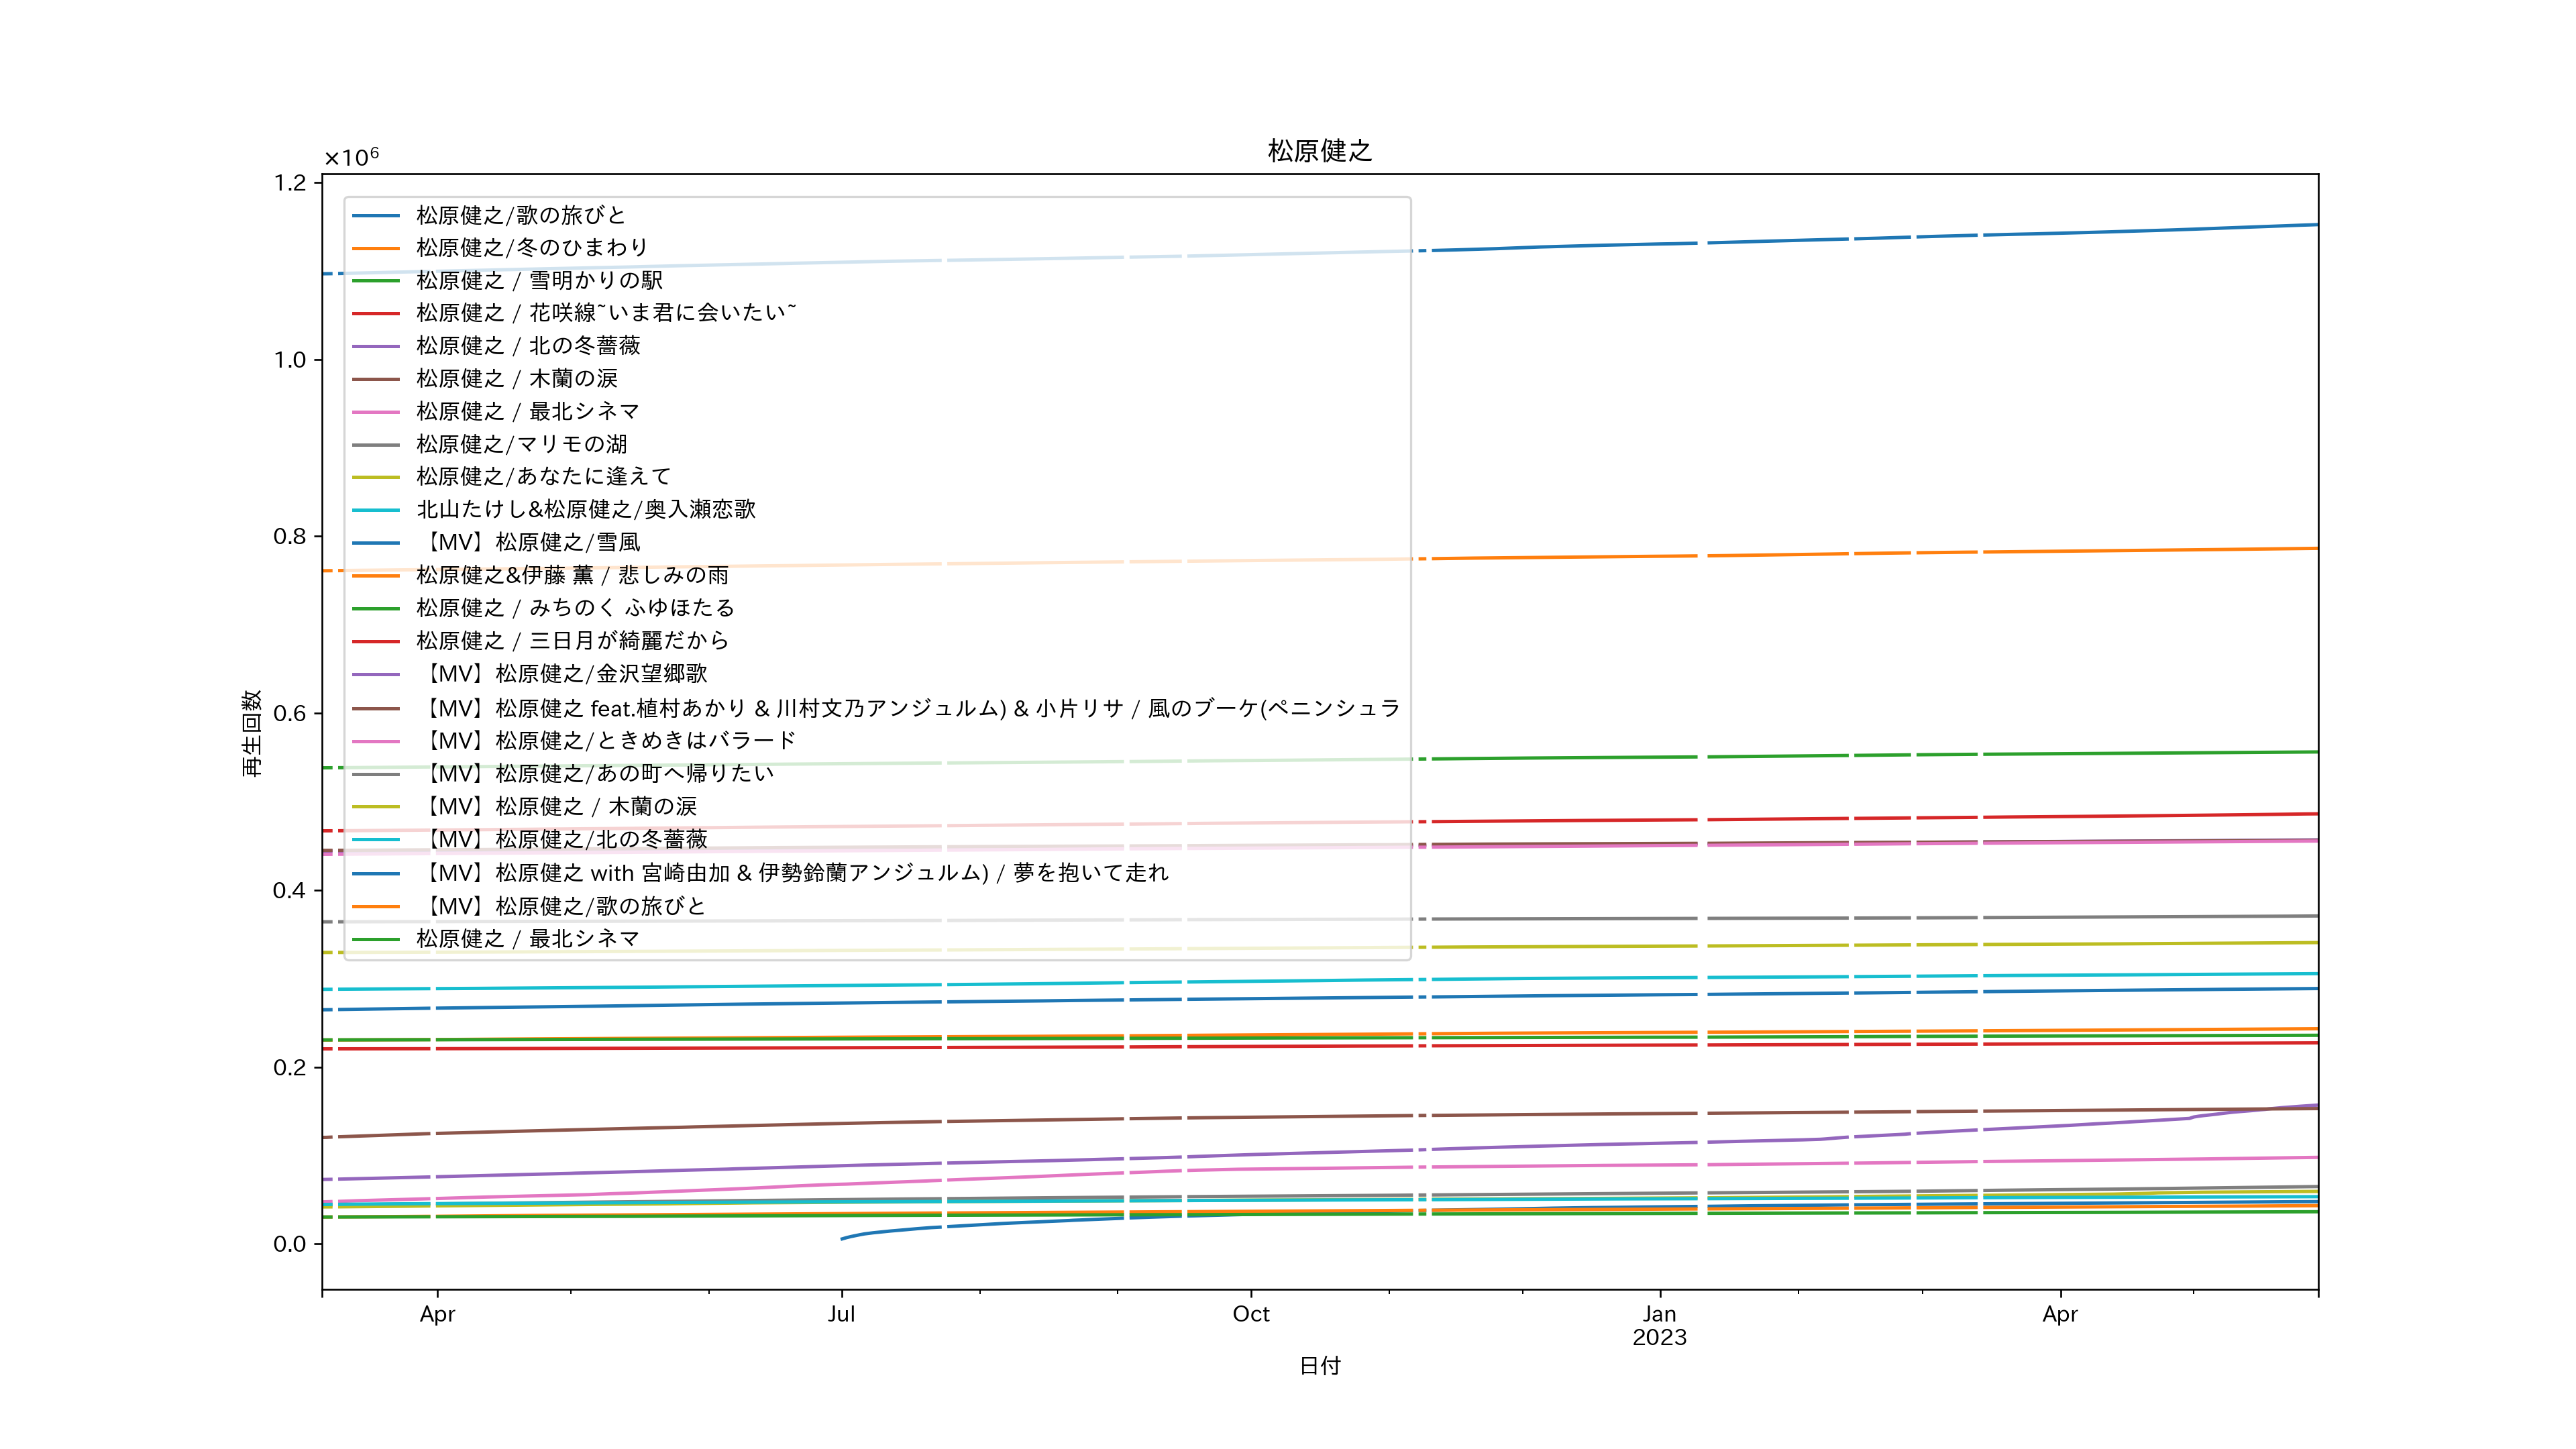 松原健之
×10⁶
1.2
1.0
0.8
0.6
0.4
0.2
0.0
再生回数
松原健之/歌の旅びと
松原健之/冬のひまわり
松原健之 / 雪明かりの駅
松原健之 / 花咲線~いま君に会いたい~
松原健之 / 北の冬薔薇
松原健之 / 木蘭の涙
松原健之 / 最北シネマ
松原健之/マリモの湖
松原健之/あなたに逢えて
北山たけし&松原健之/奥入瀬恋歌
【MV】松原健之/雪風
松原健之&伊藤 薫 / 悲しみの雨
松原健之 / みちのく ふゆほたる
松原健之 / 三日月が綺麗だから
【MV】松原健之/金沢望郷歌
【MV】松原健之 feat.植村あかり & 川村文乃アンジュルム) & 小片リサ / 風のブーケ(ペニンシュラ
【MV】松原健之/ときめきはバラード
【MV】松原健之/あの町へ帰りたい
【MV】松原健之 / 木蘭の涙
【MV】松原健之/北の冬薔薇
【MV】松原健之 with 宮崎由加 & 伊勢鈴蘭アンジュルム) / 夢を抱いて走れ
【MV】松原健之/歌の旅びと
松原健之 / 最北シネマ
Apr
Jul
Oct
Jan
2023
Apr
日付